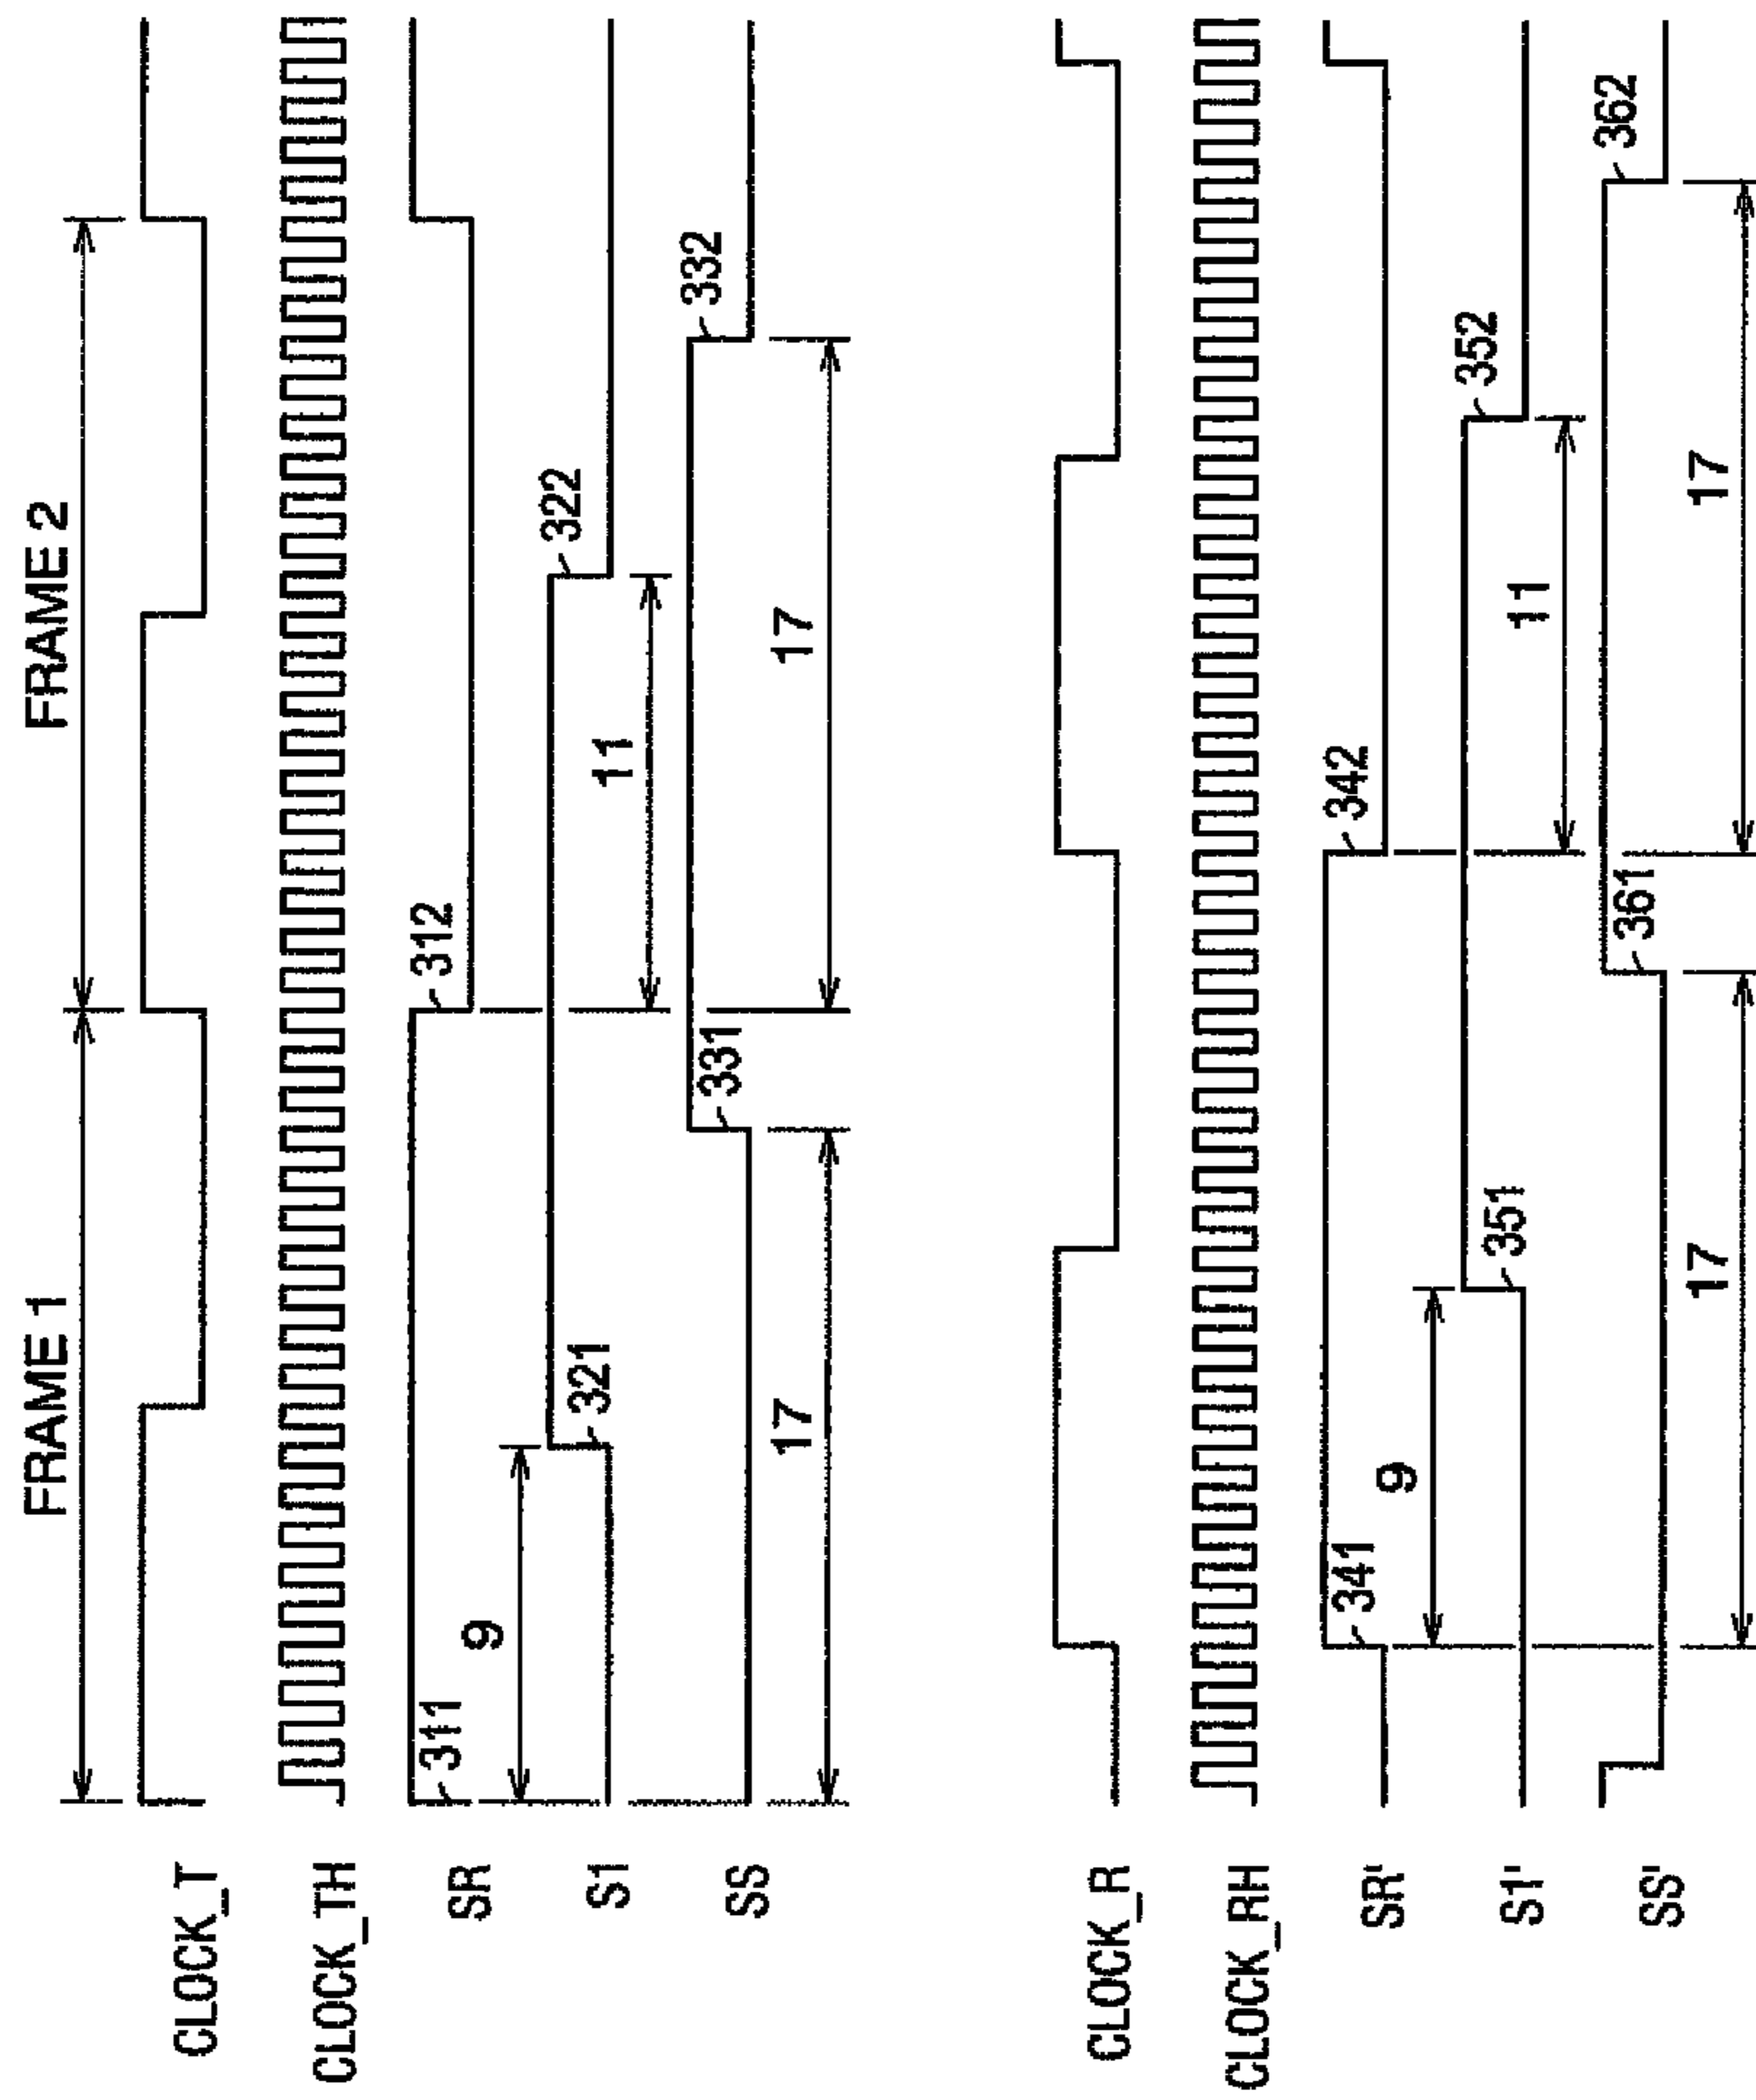 FRAME 1
FRAME 2
CLOCK_T
CLOCK_TH
SR
311
312
S1
9
321
11
322
SS
17
331
17
332
CLOCK_R
CLOCK_RH
SR'
341
342
S1'
9
351
11
352
SS'
17
361
17
362